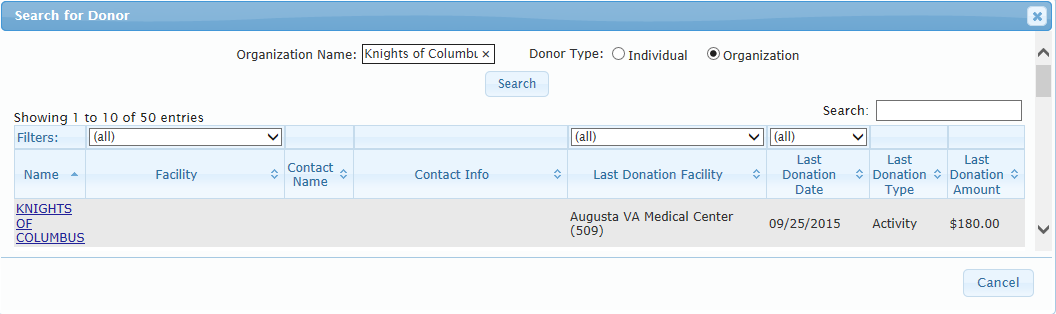 Search for Donor
Organization Name: Knights of Columbu × Donor Type: Individual Organization
Search
Search:
Showing 1 to 10 of 50 entries
Filters: (all) (all) (all)
Name Facility Contact Name Contact Info Last Donation Facility Last Donation Date Last Donation Type Last Donation Amount
KNIGHTS OF COLUMBUS Augusta VA Medical Center (509) 09/25/2015 Activity $180.00
Cancel